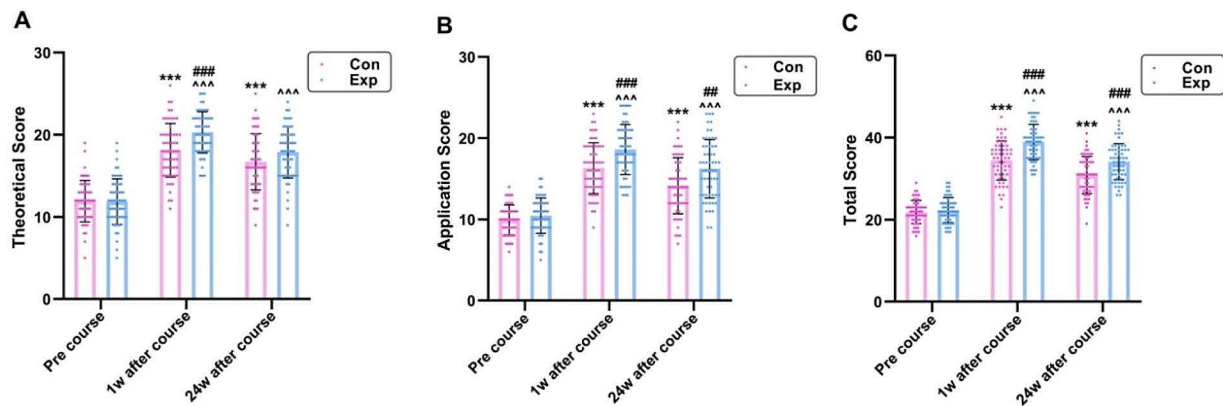 A
Theoretical Score
30
20
10
0
Con
Exp
***
###
^^^
***
^^^
Pre course
1w after course
24w after course
B
Application Score
30
20
10
0
Con
Exp
***
###
^^^
***
##
^^^
Pre course
1w after course
24w after course
C
Total Score
60
40
20
0
Con
Exp
***
###
^^^
***
###
^^^
Pre course
1w after course
24w after course